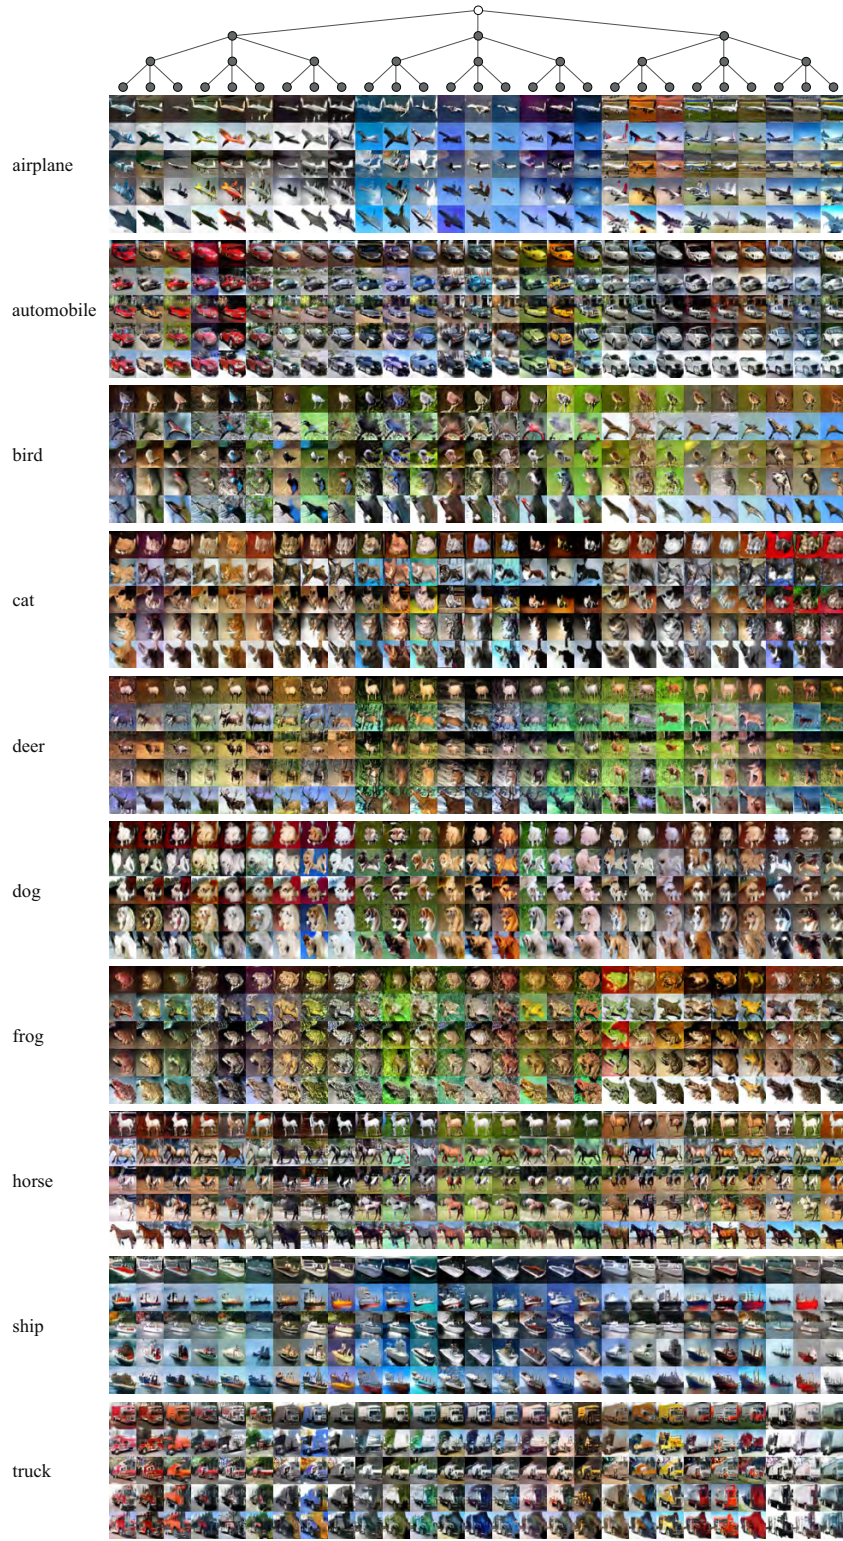 airplane
automobile
bird
cat
deer
dog
frog
horse
ship
truck